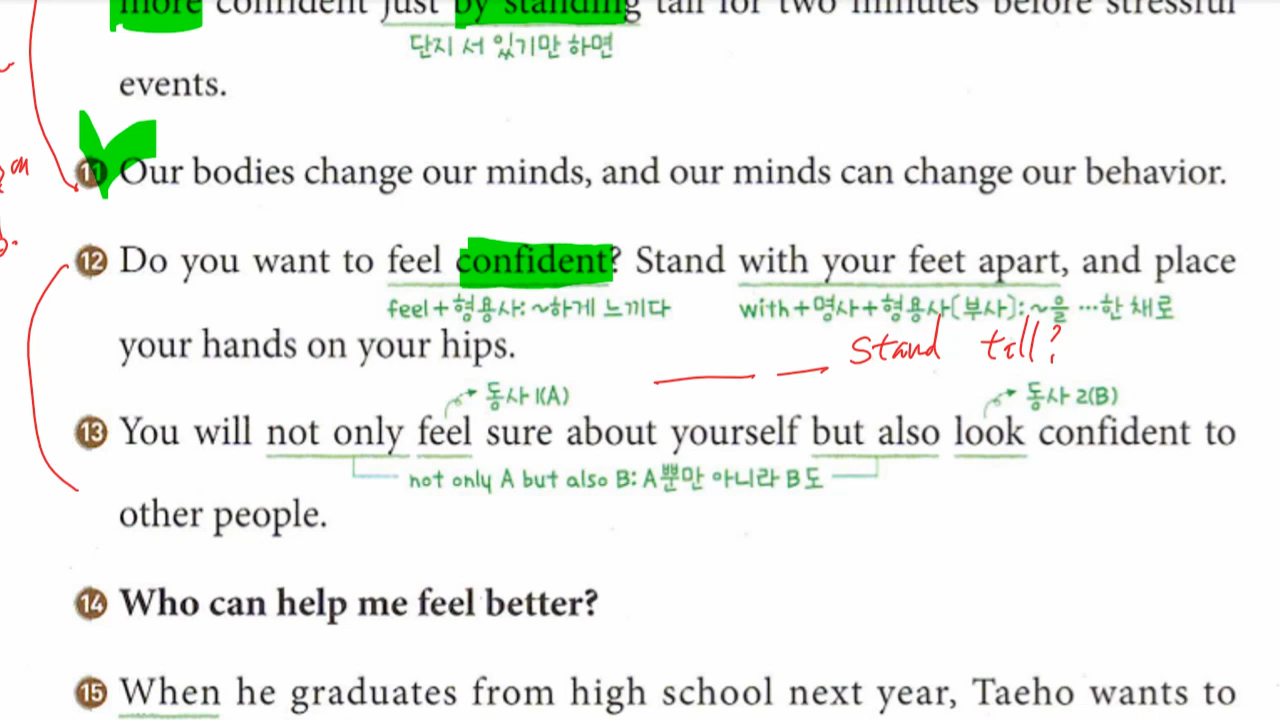 more confident just by standing tall for two minutes before stressful
단지 서 있기만 하면
events.
on
⑪ Our bodies change our minds, and our minds can change our behavior.
⑫ Do you want to feel confident? Stand with your feet apart, and place
feel+형용사: ~하게 느끼다 with+명사+형용사[부사]: ~을 …한 채로
your hands on your hips. stand tall?
동사 1(A) 동사 2(B)
⑬ You will not only feel sure about yourself but also look confident to
not only A but also B: A뿐만 아니라 B도
other people.
⑭ Who can help me feel better?
⑮ When he graduates from high school next year, Taeho wants to